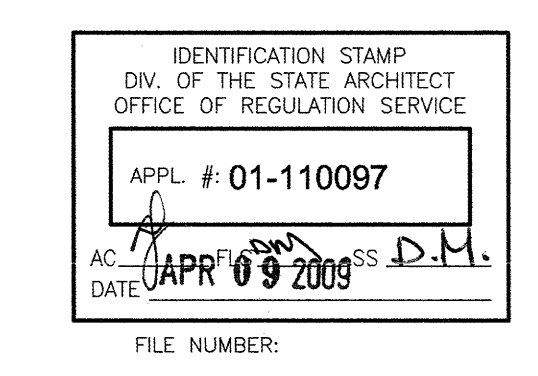 IDENTIFICATION STAMP
DIV. OF THE STATE ARCHITECT
OFFICE OF REGULATION SERVICE
APPL. #: 01-110097
AC FLS SS D.M.
DATE APR 09 2009
FILE NUMBER: